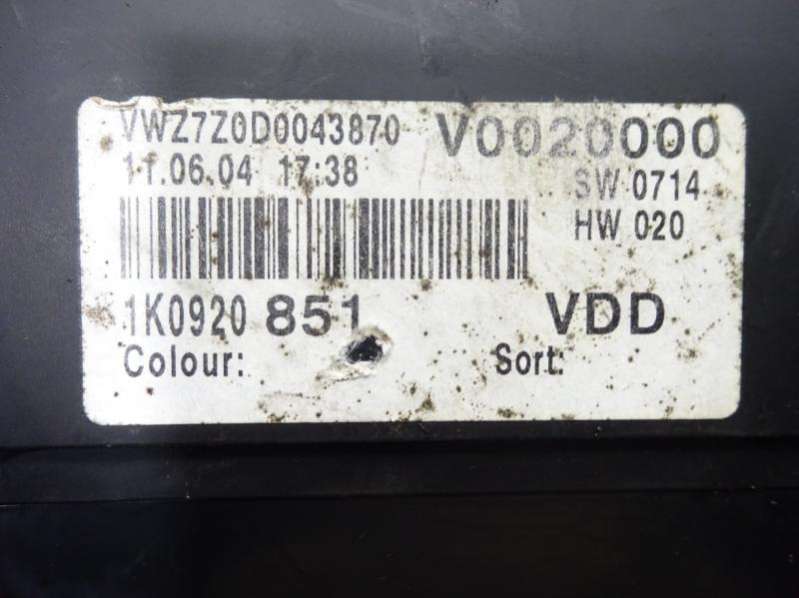 VWZ7Z0D0043870 V0020000
11.06.04 17:38 SW 0714
HW 020
1K0920 851 VDD
Colour: Sort: